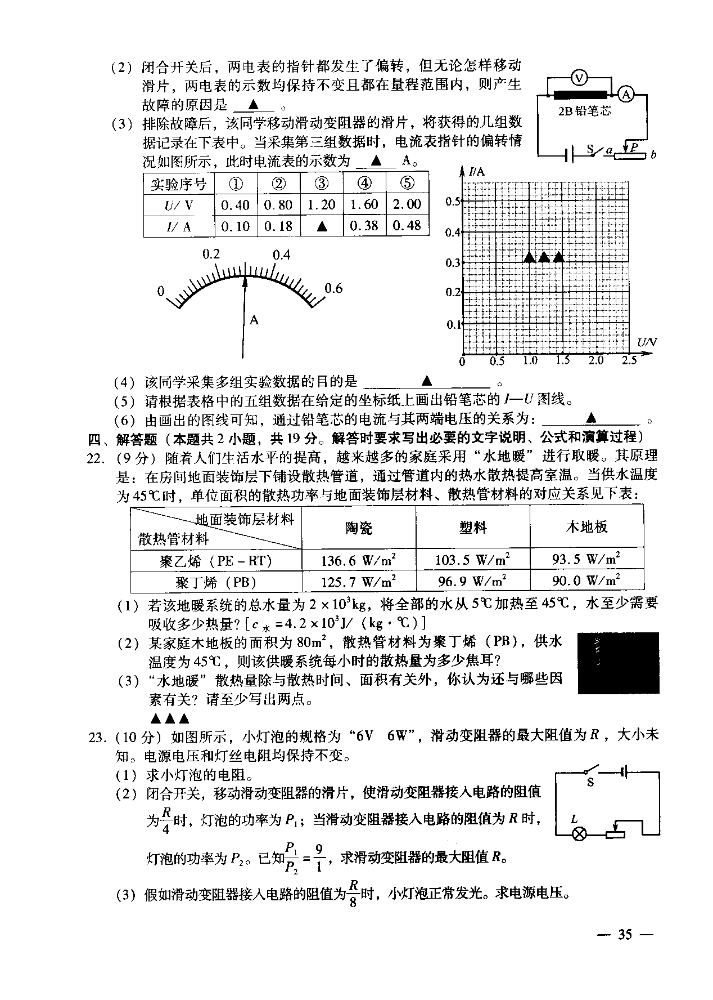 (2) 闭合开关后，两电表的指针都发生了偏转，但无论怎样移动
滑片，两电表的示数均保持不变且都在量程范围内，则产生
故障的原因是 ▲ 。
(3) 排除故障后，该同学移动滑动变阻器的滑片，将获得的几组数
据记录在下表中。当采集第三组数据时，电流表指针的偏转情
况如图所示，此时电流表的示数为 ▲ A。
V
A
2B 铅笔芯
S a P b
实验序号 ① ② ③ ④ ⑤
U/ V 0.40 0.80 1.20 1.60 2.00
I/ A 0.10 0.18 ▲ 0.38 0.48
0 0.2 0.4 0.6
A
I/A
0.5
0.4
▲▲▲
0.3
0.2
0.1
U/V
0 0.5 1.0 1.5 2.0 2.5
(4) 该同学采集多组实验数据的目的是 ▲ 。
(5) 请根据表格中的五组数据在给定的坐标纸上画出铅笔芯的 I—U 图线。
(6) 由画出的图线可知，通过铅笔芯的电流与其两端电压的关系为： ▲ 。
四、解答题（本题共 2 小题，共 19 分。解答时要求写出必要的文字说明、公式和演算过程）
22. (9 分) 随着人们生活水平的提高，越来越多的家庭采用“水地暖”进行取暖。其原理
是：在房间地面装饰层下铺设散热管道，通过管道内的热水散热提高室温。当供水温度
为 45℃时，单位面积的散热功率与地面装饰层材料、散热管材料的对应关系见下表：
地面装饰层材料 陶瓷 塑料 木地板
散热管材料
聚乙烯（PE－RT） 136.6 W/m² 103.5 W/m² 93.5 W/m²
聚丁烯（PB） 125.7 W/m² 96.9 W/m² 90.0 W/m²
(1) 若该地暖系统的总水量为 2 × 10³kg，将全部的水从 5℃加热至 45℃，水至少需要
吸收多少热量? [c水 =4.2×10³J/（kg·℃)]
(2) 某家庭木地板的面积为 80m²，散热管材料为聚丁烯（PB），供水
温度为 45℃，则该供暖系统每小时的散热量为多少焦耳?
(3) “水地暖”散热量除与散热时间、面积有关外，你认为还与哪些因
素有关? 请至少写出两点。
▲▲▲
23. (10 分) 如图所示，小灯泡的规格为“6V 6W”，滑动变阻器的最大阻值为 R，大小未
知。电源电压和灯丝电阻均保持不变。
(1) 求小灯泡的电阻。
(2) 闭合开关，移动滑动变阻器的滑片，使滑动变阻器接入电路的阻值
为R/4时，灯泡的功率为 P₁；当滑动变阻器接入电路的阻值为 R 时，
灯泡的功率为 P₂。已知P₁/P₂ = 9/1，求滑动变阻器的最大阻值 R。
(3) 假如滑动变阻器接入电路的阻值为R/8时，小灯泡正常发光。求电源电压。
S
L
— 35 —